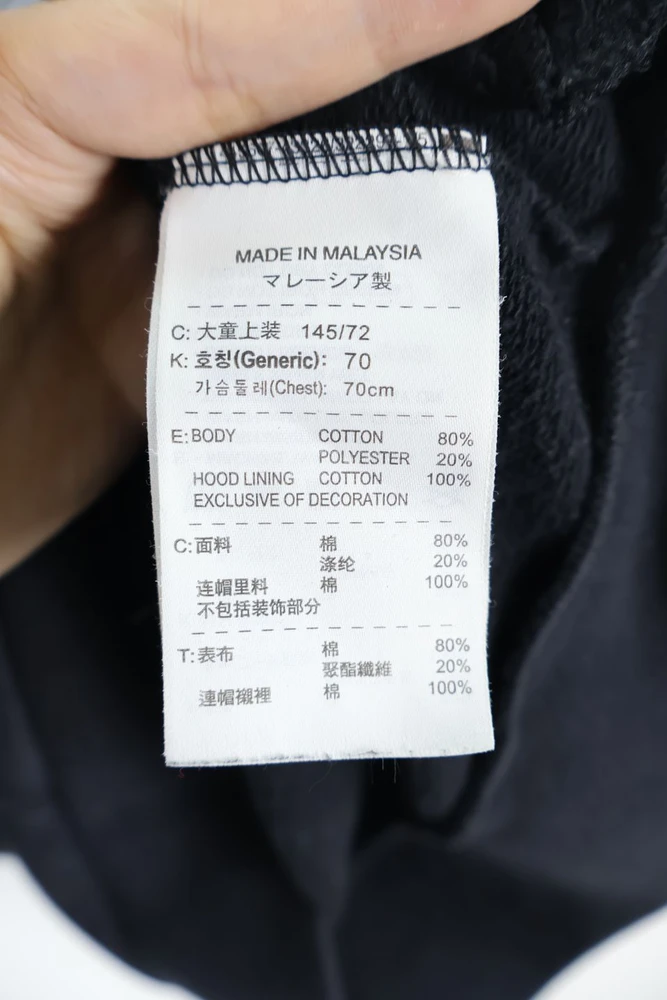 MADE IN MALAYSIA
マレーシア製
C: 大童上装 145/72
K: 호칭(Generic): 70
가슴둘레(Chest): 70cm
E: BODY COTTON 80%
POLYESTER 20%
HOOD LINING COTTON 100%
EXCLUSIVE OF DECORATION
C: 面料 棉 80%
涤纶 20%
连帽里料 棉 100%
不包括装饰部分
T: 表布 棉 80%
聚酯纖維 20%
連帽襯裡 棉 100%